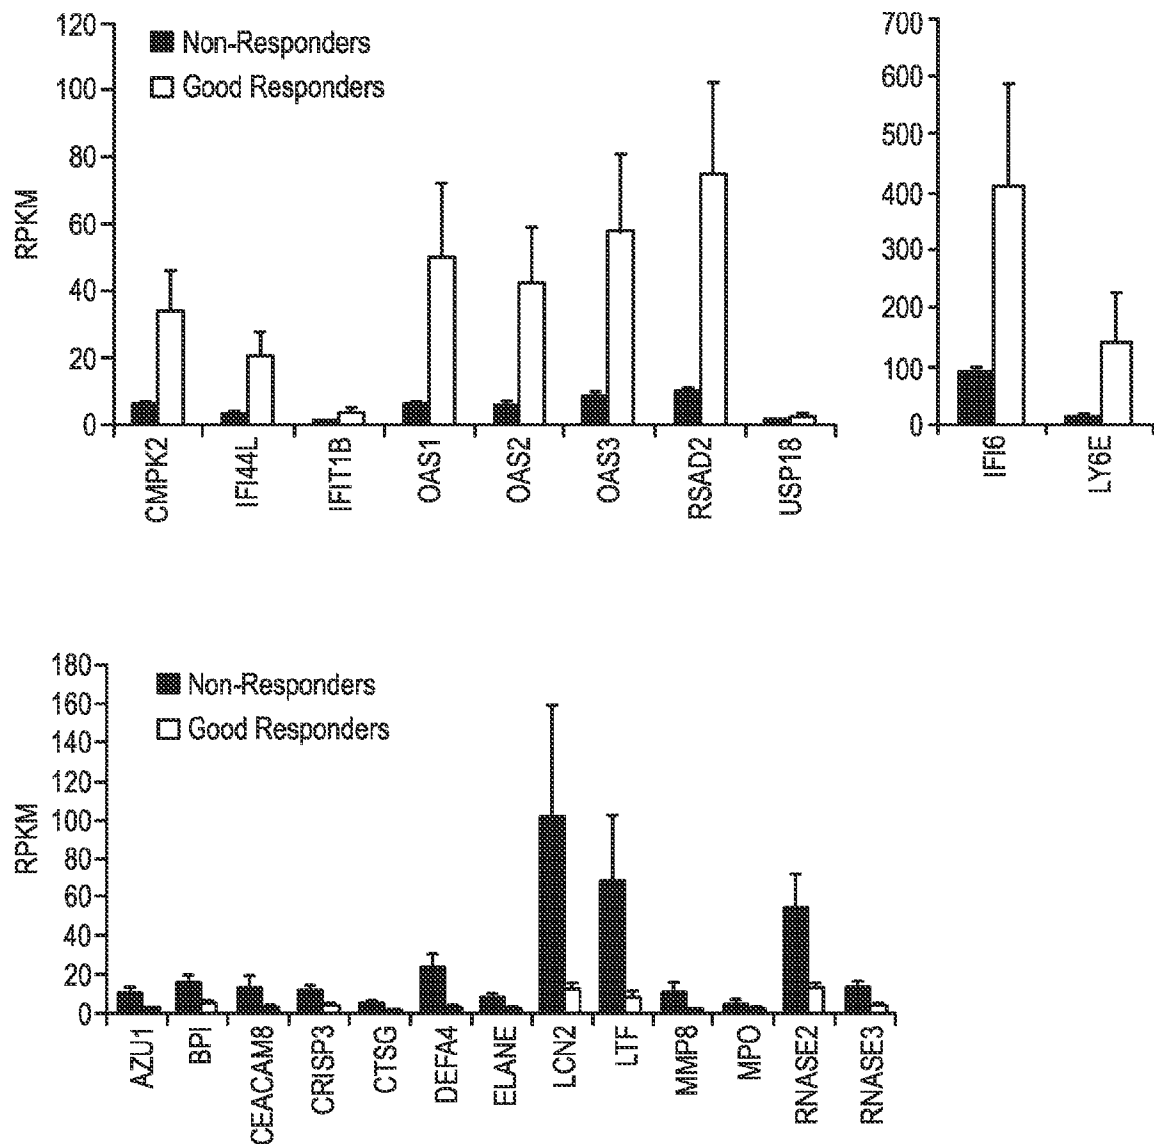 RPKM
120
100
80
60
40
20
0
Non-Responders
Good Responders
CMPK2
IFI44L
IFIT1B
OAS1
OAS2
OAS3
RSAD2
USP18
700
600
500
400
300
200
100
0
IFI6
LY6E
RPKM
180
160
140
120
100
80
60
40
20
0
Non-Responders
Good Responders
AZU1
BPI
CEACAM8
CRISP3
CTSG
DEFA4
ELANE
LCN2
LTF
MMP8
MPO
RNASE2
RNASE3